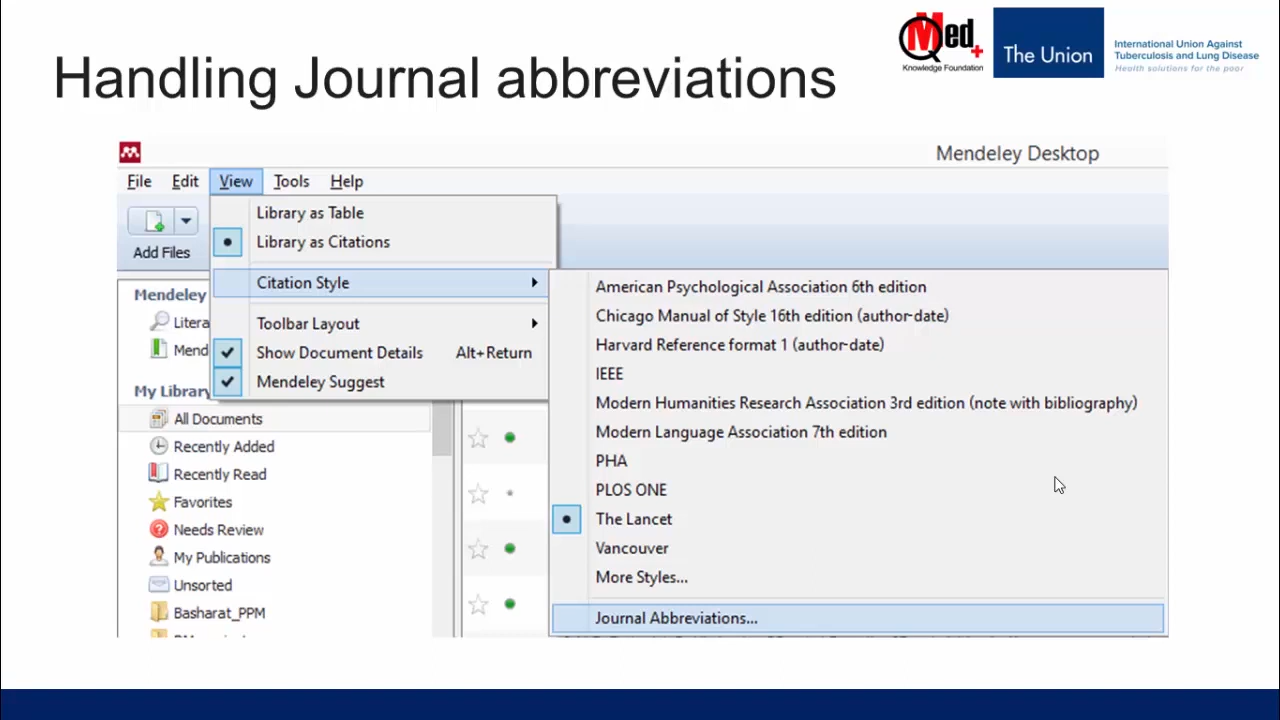 Handling Journal abbreviations
QMed+
Knowledge Foundation
The Union
International Union Against
Tuberculosis and Lung Disease
Health solutions for the poor
Mendeley Desktop
File Edit View Tools Help
Add Files
Library as Table
Library as Citations
Citation Style
Toolbar Layout
Show Document Details Alt+Return
Mendeley Suggest
American Psychological Association 6th edition
Chicago Manual of Style 16th edition (author-date)
Harvard Reference format 1 (author-date)
IEEE
Modern Humanities Research Association 3rd edition (note with bibliography)
Modern Language Association 7th edition
PHA
PLOS ONE
The Lancet
Vancouver
More Styles...
Journal Abbreviations...
Mendeley
Litera
Mend
My Library
All Documents
Recently Added
Recently Read
Favorites
Needs Review
My Publications
Unsorted
Basharat_PPM